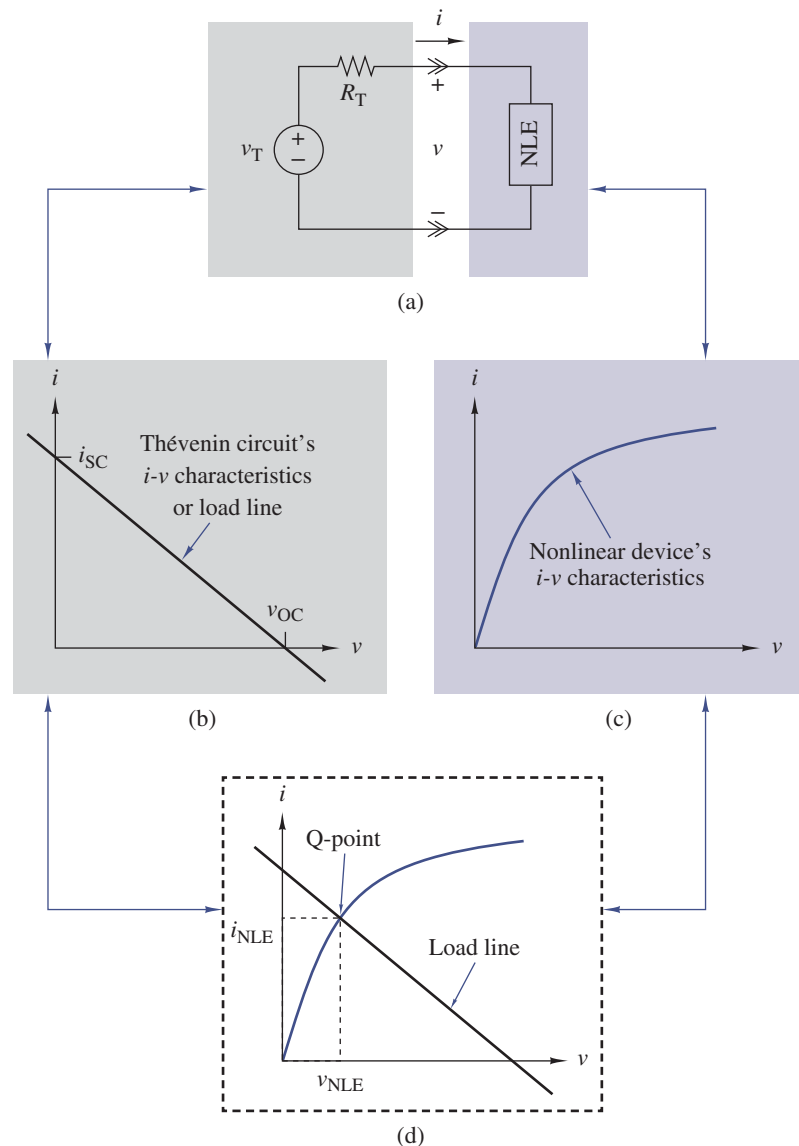 i
R_T
+
v_T
+
−
v
NLE
−
(a)
i
i_SC
Thévenin circuit's
i-v characteristics
or load line
v_OC
v
(b)
i
Nonlinear device's
i-v characteristics
v
(c)
i
Q-point
i_NLE
Load line
v_NLE
v
(d)